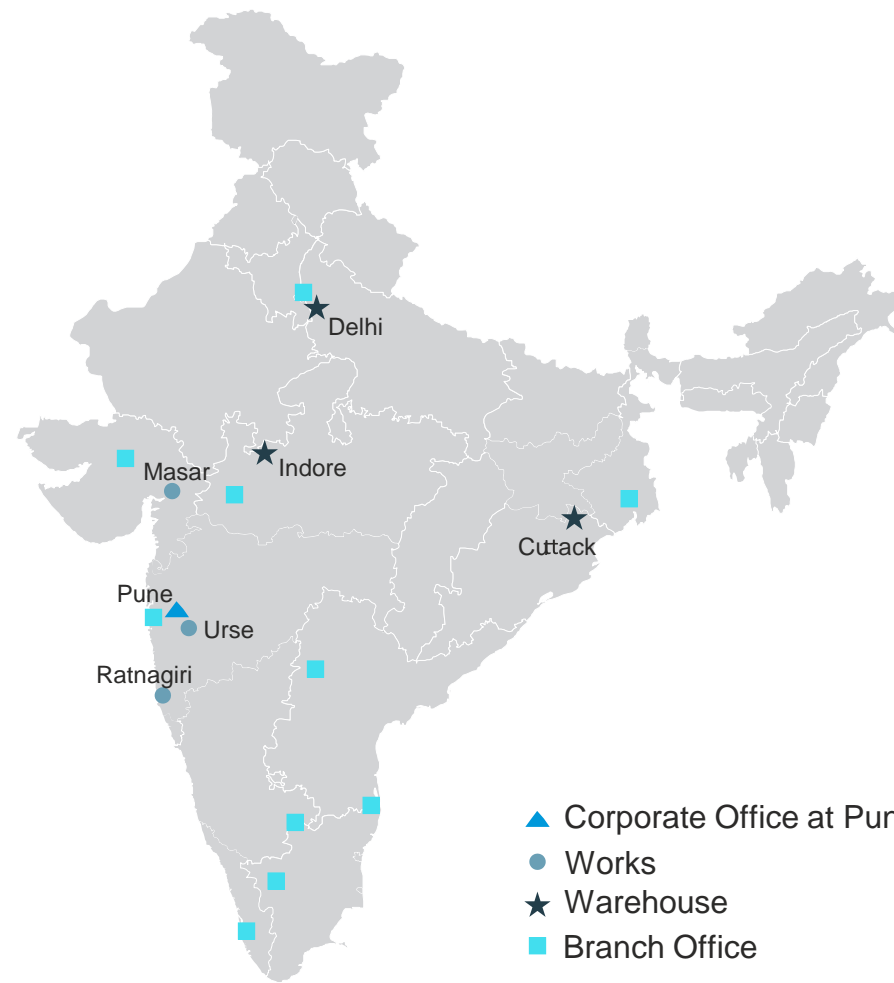 Delhi
Masar
Indore
Cuttack
Pune
Urse
Ratnagiri
Corporate Office at Pun
Works
Warehouse
Branch Office